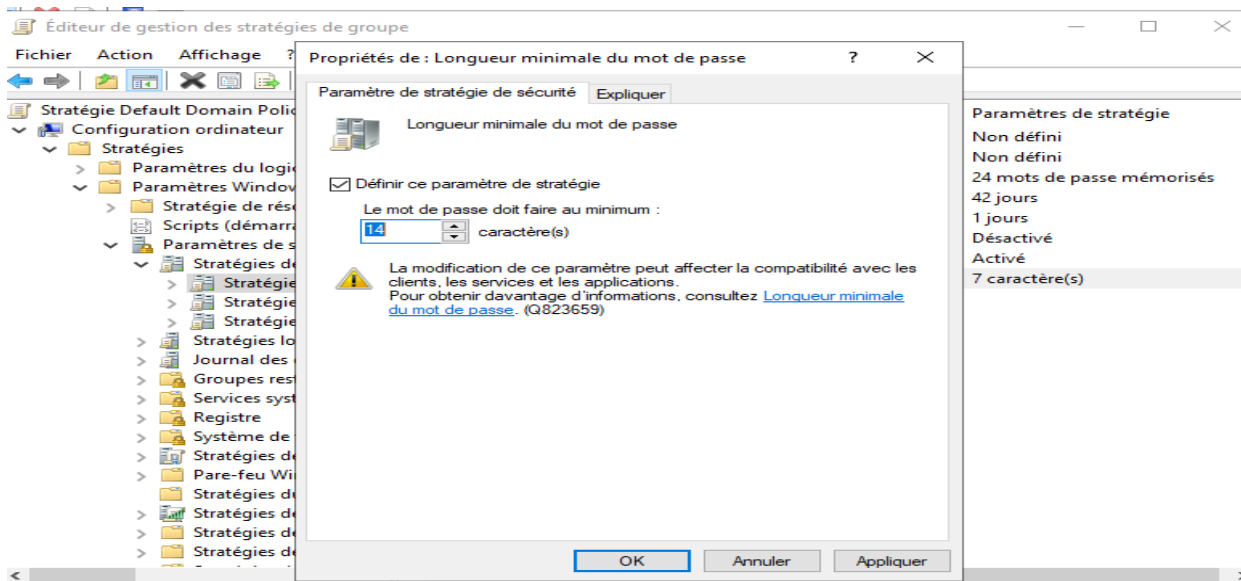 Éditeur de gestion des stratégies de groupe
Fichier Action Affichage ?
Stratégie Default Domain Polic
Configuration ordinateur
Stratégies
Paramètres du logi
Paramètres Window
Stratégie de rés
Scripts (démarra
Paramètres de s
Stratégies de
Stratégie
Stratégie
Stratégie
Stratégies lo
Journal des
Groupes rest
Services syst
Registre
Système de
Stratégies de
Pare-feu Wi
Stratégies du
Stratégies de
Stratégies de
Stratégies de
Propriétés de : Longueur minimale du mot de passe ?
Paramètre de stratégie de sécurité Expliquer
Longueur minimale du mot de passe
Définir ce paramètre de stratégie
Le mot de passe doit faire au minimum :
14 caractère(s)
La modification de ce paramètre peut affecter la compatibilité avec les
clients, les services et les applications.
Pour obtenir davantage d'informations, consultez Longueur minimale
du mot de passe. (Q823659)
OK Annuler Appliquer
Paramètres de stratégie
Non défini
Non défini
24 mots de passe mémorisés
42 jours
1 jours
Désactivé
Activé
7 caractère(s)